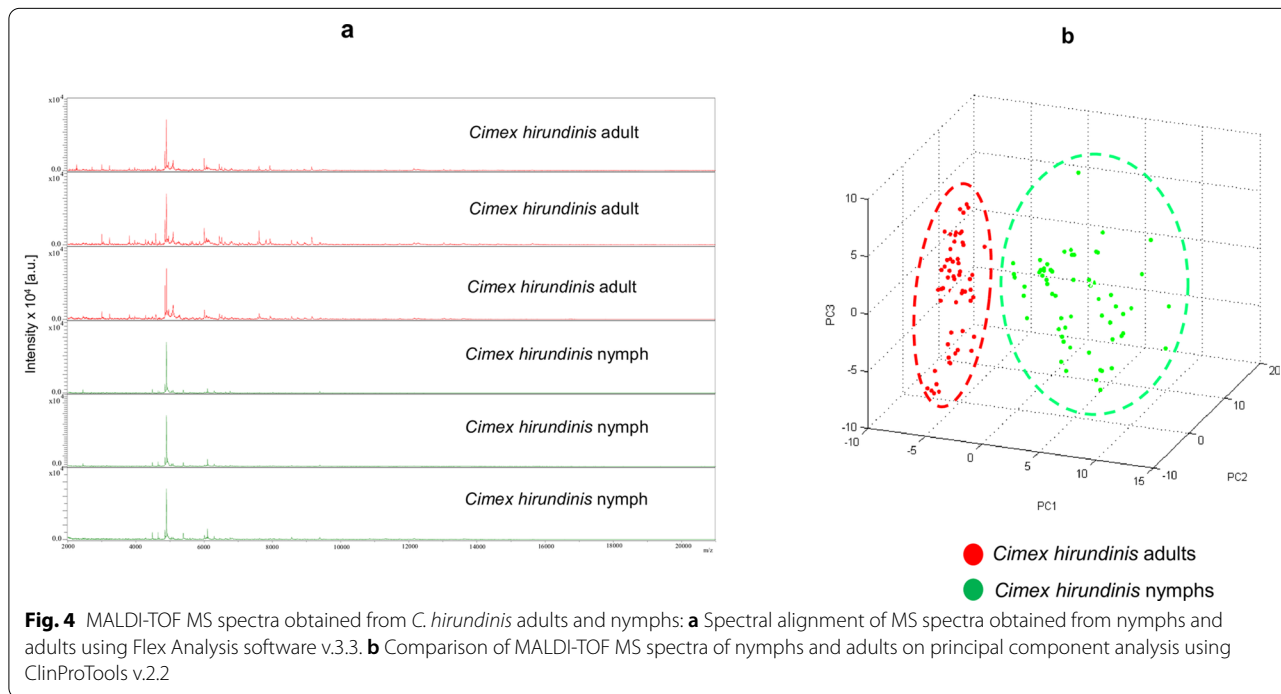 a
b
Intensity x 10⁴ [a.u.]
x10⁴
Cimex hirundinis adult
0.0
x10⁴
Cimex hirundinis adult
0.0
x10⁴
Cimex hirundinis adult
0.0
x10⁴
Cimex hirundinis nymph
0.0
x10⁴
Cimex hirundinis nymph
0.0
x10⁴
Cimex hirundinis nymph
0.0
2000 4000 6000 8000 10000 12000 14000 16000 18000 20000
m/z
10
5
0
-5
-10
PC3
-10 -5 0 5 10 15
PC1
-10 0 10 20
PC2
Cimex hirundinis adults
Cimex hirundinis nymphs
Fig. 4 MALDI-TOF MS spectra obtained from C. hirundinis adults and nymphs: a Spectral alignment of MS spectra obtained from nymphs and
adults using Flex Analysis software v.3.3. b Comparison of MALDI-TOF MS spectra of nymphs and adults on principal component analysis using
ClinProTools v.2.2